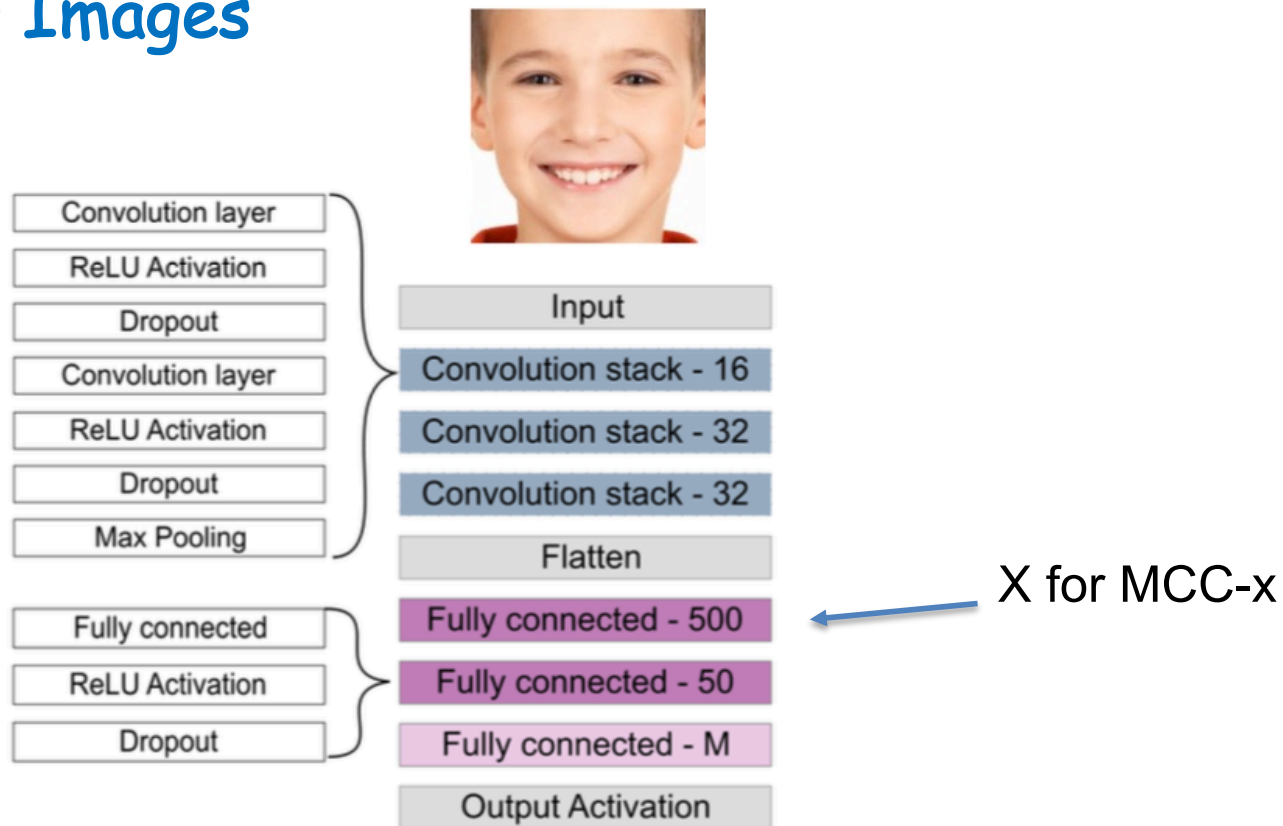 Images
Convolution layer
ReLU Activation
Dropout
Convolution layer
ReLU Activation
Dropout
Max Pooling
Fully connected
ReLU Activation
Dropout
Input
Convolution stack - 16
Convolution stack - 32
Convolution stack - 32
Flatten
Fully connected - 500
Fully connected - 50
Fully connected - M
Output Activation
X for MCC-x